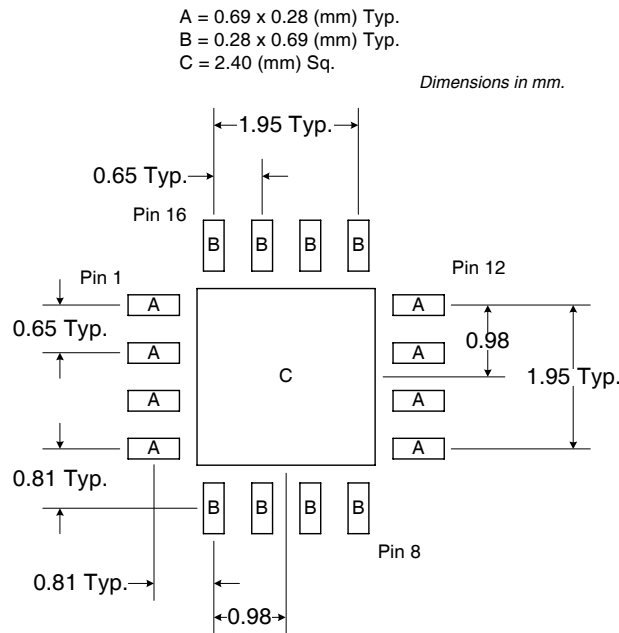 A = 0.69 x 0.28 (mm) Typ.
B = 0.28 x 0.69 (mm) Typ.
C = 2.40 (mm) Sq.
Dimensions in mm.
1.95 Typ.
0.65 Typ.
Pin 16
B B B B
Pin 1
Pin 12
A
A
0.65 Typ.
0.98
A
A
C
1.95 Typ.
A
A
A
A
0.81 Typ.
B B B B
Pin 8
0.81 Typ.
0.98